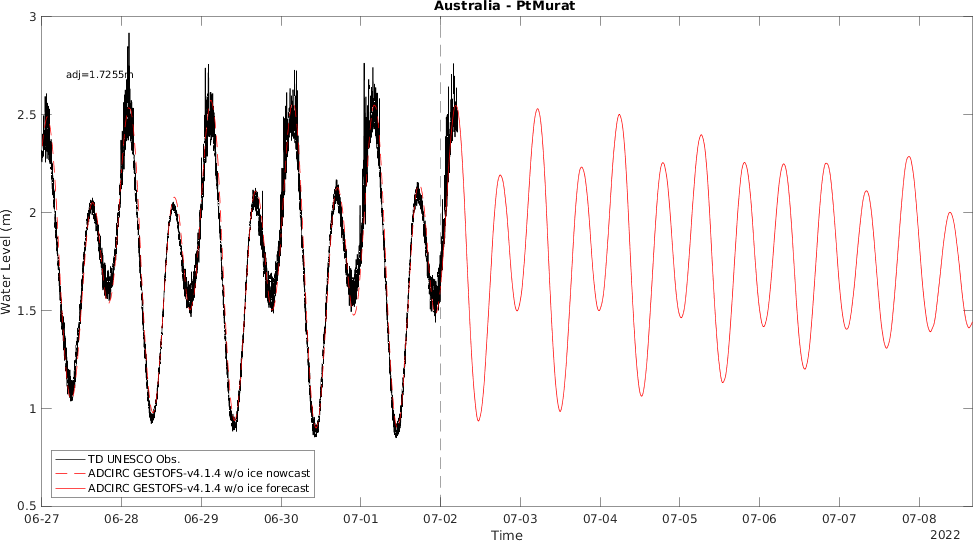 Australia - PtMurat
3
2.5
2
1.5
1
0.5
Water Level (m)
adj=1.7255m
TD UNESCO Obs.
ADCIRC GESTOFS-v4.1.4 w/o ice nowcast
ADCIRC GESTOFS-v4.1.4 w/o ice forecast
06-27 06-28 06-29 06-30 07-01 07-02 07-03 07-04 07-05 07-06 07-07 07-08
Time
2022